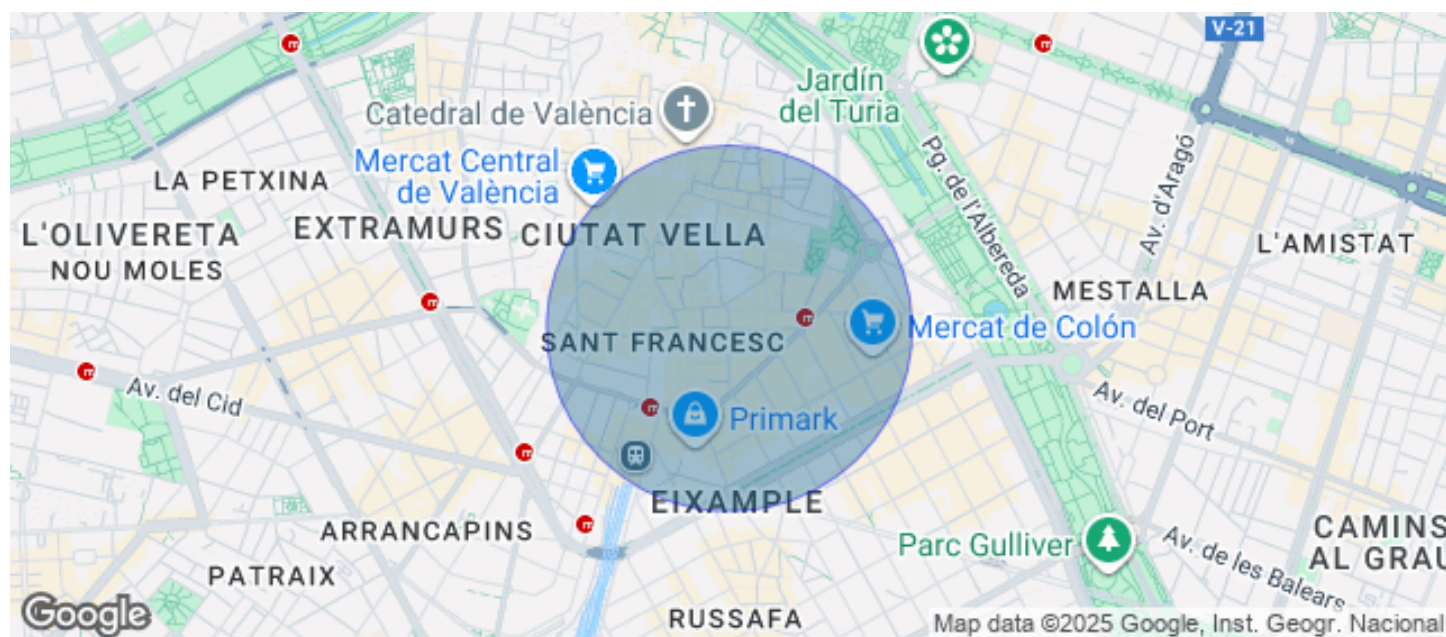 V-21
Jardín
del Turia
Catedral de València
Mercat Central
de València
Pg. de l'Albereda
Av. d'Aragó
LA PETXINA
L'OLIVERETA
EXTRAMURS
CIUTAT VELLA
L'AMISTAT
NOU MOLES
MESTALLA
SANT FRANCESC
Mercat de Colón
Av. del Cid
Primark
Av. del Port
EIXAMPLE
ARRANCAPINS
Parc Gulliver
CAMINS
AL GRAU
Av. de les Balears
PATRAIX
RUSSAFA
Google
Map data ©2025 Google, Inst. Geogr. Nacional